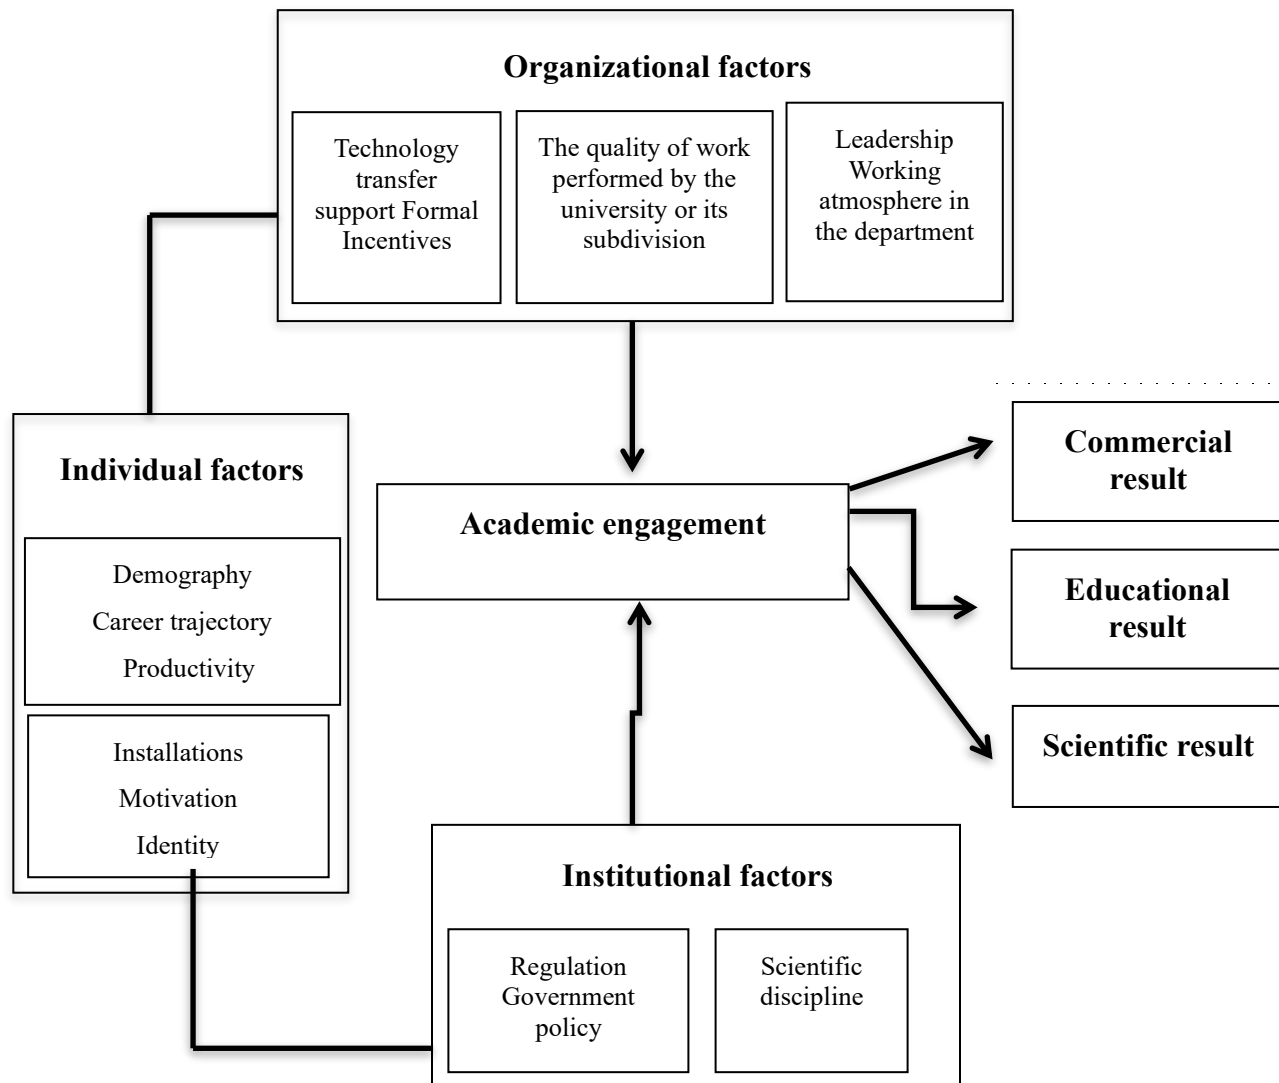 Organizational factors
Technology
transfer
support Formal
Incentives
The quality of work
performed by the
university or its
subdivision
Leadership
Working
atmosphere in
the department
Individual factors
Demography
Career trajectory
Productivity
Installations
Motivation
Identity
Academic engagement
Commercial
result
Educational
result
Scientific result
Institutional factors
Regulation
Government
policy
Scientific
discipline